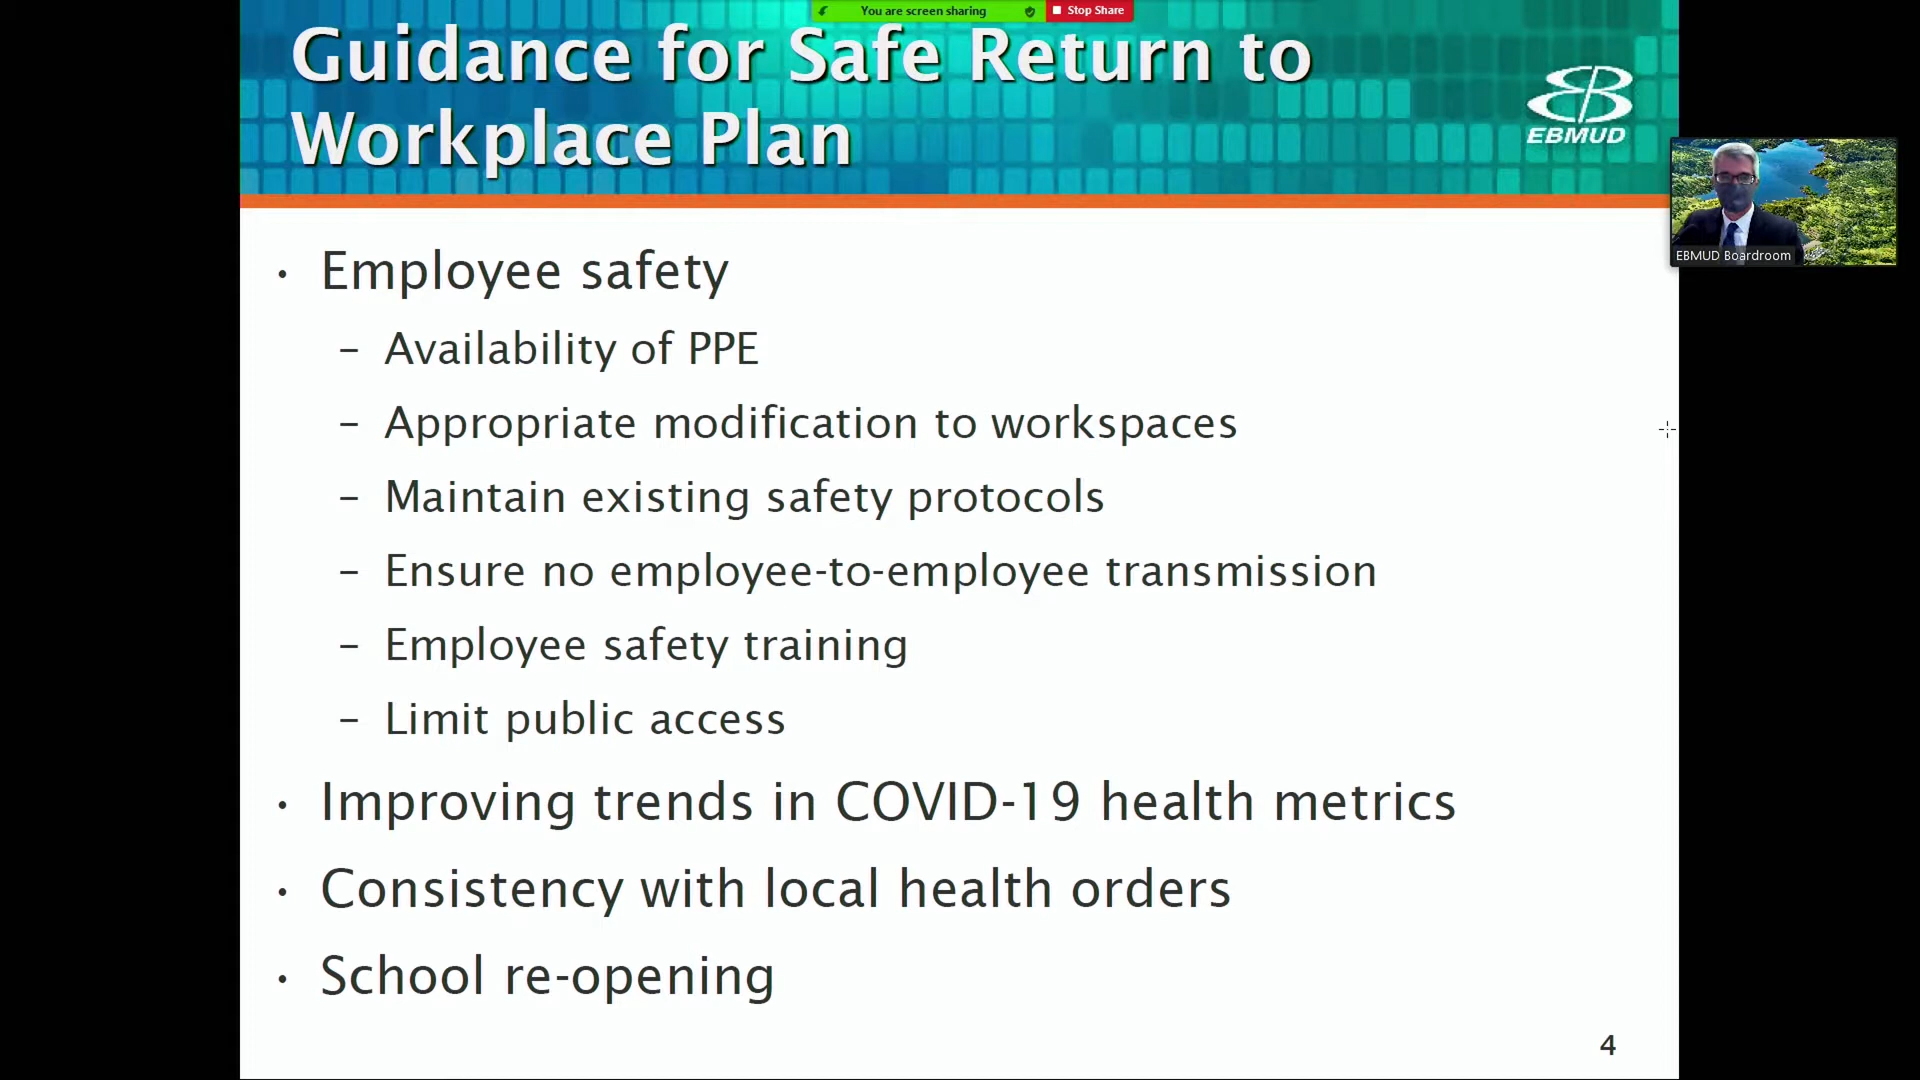 You are screen sharing
Stop Share
Guidance for Safe Return to
Workplace Plan
EBMUD
EBMUD Boardroom
• Employee safety
– Availability of PPE
– Appropriate modification to workspaces
– Maintain existing safety protocols
– Ensure no employee-to-employee transmission
– Employee safety training
– Limit public access
• Improving trends in COVID-19 health metrics
• Consistency with local health orders
• School re-opening
4